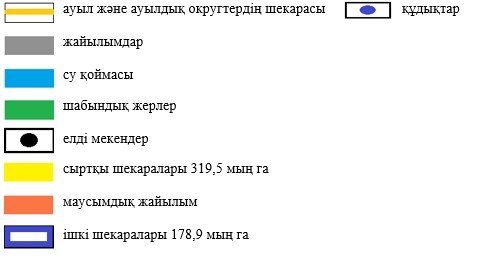 ауыл және ауылдық округтердің шекарасы құдықтар
жайылымдар
су қоймасы
шабындық жерлер
елді мекендер
сыртқы шекаралары 319,5 мың га
маусымдық жайылым
ішкі шекаралары 178,9 мың га